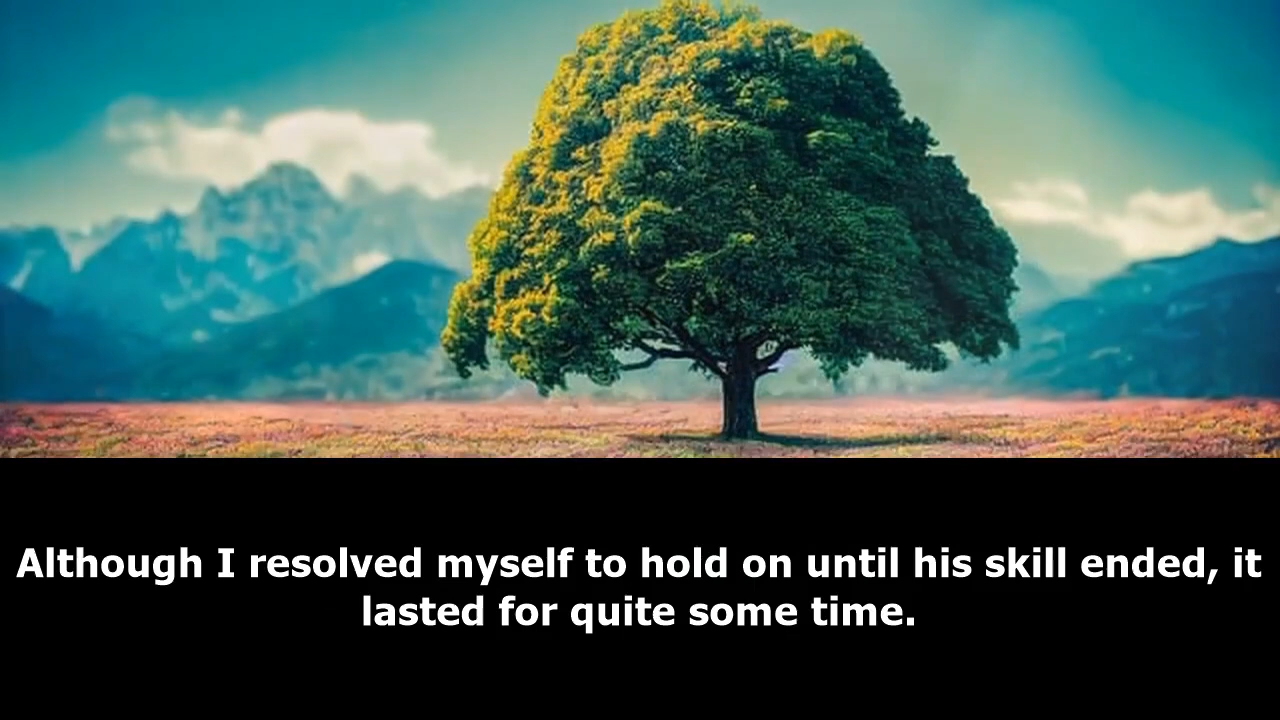 Although I resolved myself to hold on until his skill ended, it
lasted for quite some time.